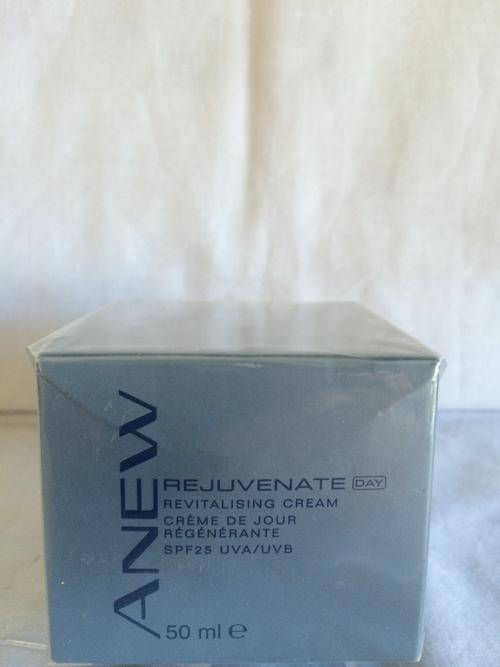 ANEW
REJUVENATE DAY
REVITALISING CREAM
CRÈME DE JOUR
RÉGÉNÉRANTE
SPF25 UVA/UVB
50 ml ℮